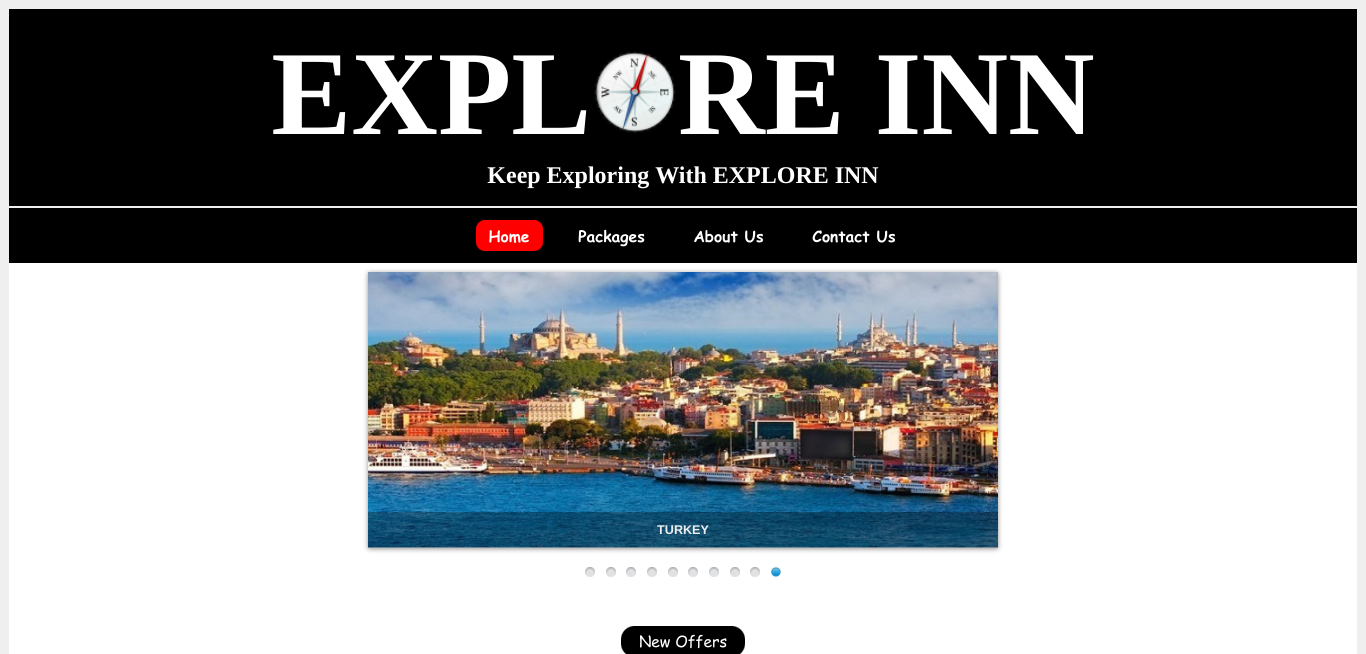 EXPLORE INN
Keep Exploring With EXPLORE INN
Home Packages About Us Contact Us
TURKEY
New Offers